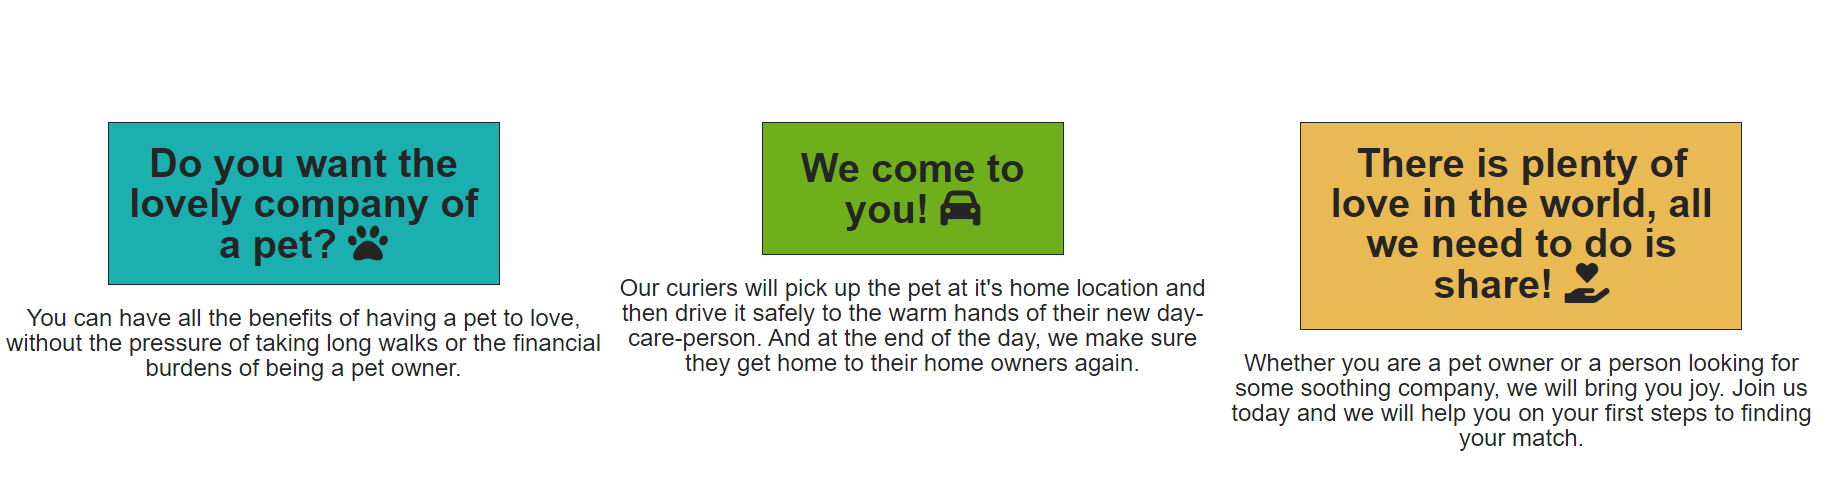 Do you want the
lovely company of
a pet?
You can have all the benefits of having a pet to love,
without the pressure of taking long walks or the financial
burdens of being a pet owner.
We come to
you!
Our curiers will pick up the pet at it's home location and
then drive it safely to the warm hands of their new day-
care-person. And at the end of the day, we make sure
they get home to their home owners again.
There is plenty of
love in the world, all
we need to do is
share!
Whether you are a pet owner or a person looking for
some soothing company, we will bring you joy. Join us
today and we will help you on your first steps to finding
your match.